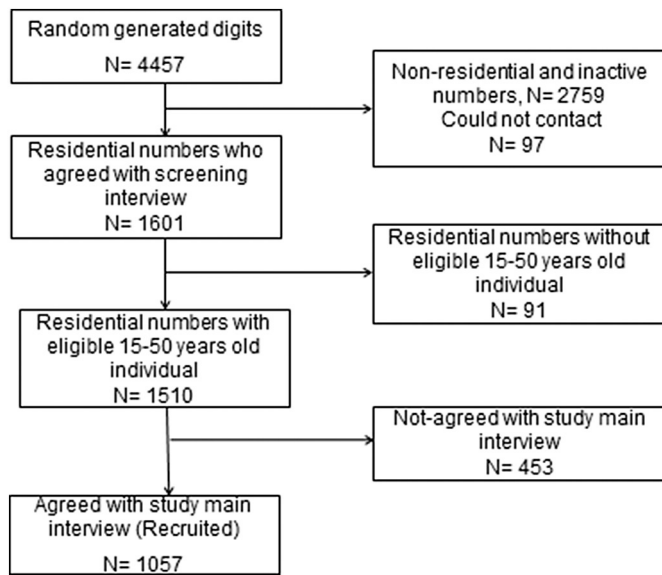 Random generated digits
N= 4457
Non-residential and inactive
numbers, N= 2759
Could not contact
N= 97
Residential numbers who
agreed with screening
interview
N= 1601
Residential numbers without
eligible 15-50 years old
individual
N= 91
Residential numbers with
eligible 15-50 years old
individual
N= 1510
Not-agreed with study main
interview
N= 453
Agreed with study main
interview (Recruited)
N= 1057